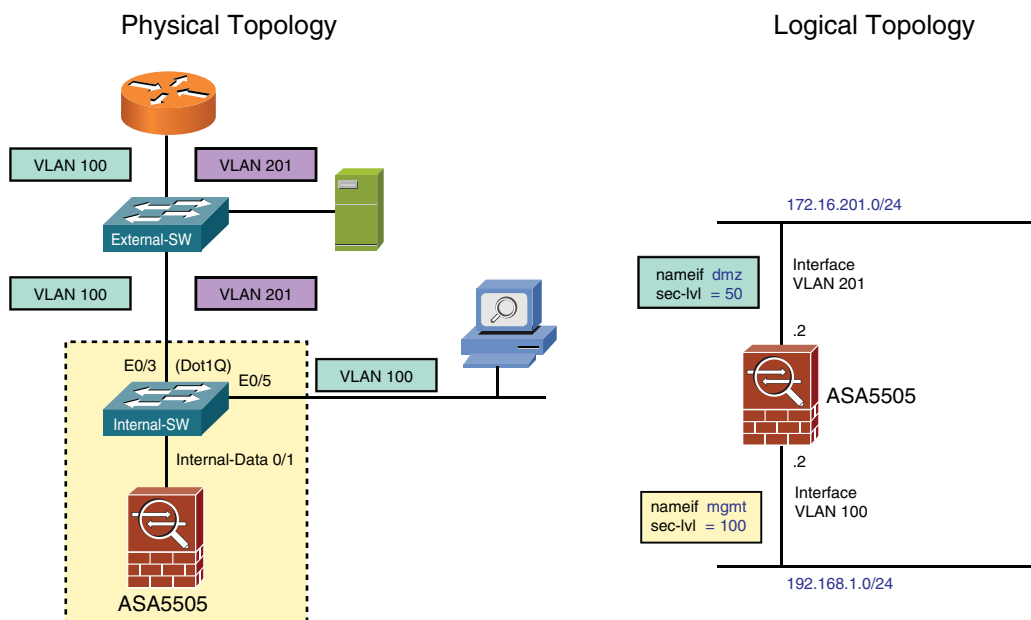 Physical Topology
Logical Topology
VLAN 100
VLAN 201
External-SW
VLAN 100
VLAN 201
E0/3
(Dot1Q)
E0/5
VLAN 100
Internal-SW
Internal-Data 0/1
ASA5505
172.16.201.0/24
nameif dmz
sec-lvl = 50
Interface
VLAN 201
.2
ASA5505
.2
nameif mgmt
sec-lvl = 100
Interface
VLAN 100
192.168.1.0/24